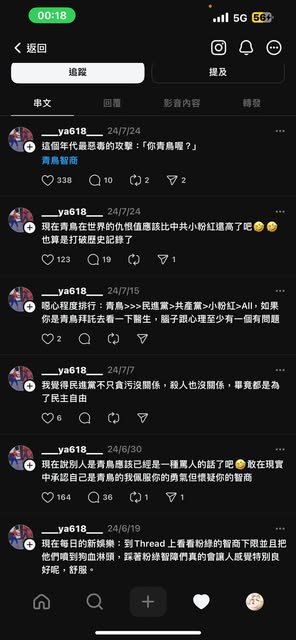 00:18
5G
56
返回
追蹤
提及
串文
回覆
影音內容
轉發
___ya618___ 24/7/24
這個年代最惡毒的攻擊：「你青鳥喔？」
青鳥智商
338 10 2 2
___ya618___ 24/7/24
現在青鳥在世界的仇恨值應該比中共小粉紅還高了吧🤣🤣
也算是打破歷史記錄了
123 19 1
___ya618___ 24/7/15
噁心程度排行：青鳥>>>民進黨>共產黨>小粉紅>All，如果
你是青鳥拜託去看一下醫生，腦子跟心理至少有一個有問題
2
___ya618___ 24/7/7
我覺得民進黨不只貪污沒關係，殺人也沒關係，畢竟都是為
了民主自由
6
___ya618___ 24/6/30
現在說別人是青鳥應該已經是一種罵人的話了吧🤣敢在現實
中承認自己是青鳥的我佩服你的勇氣但懷疑你的智商
164 36 1 1
___ya618___ 24/6/19
現在每日的新娛樂：到 Thread 上看看粉綠的智商下限並且把
他們噴到狗血淋頭，踩著粉綠智障們真的會讓人感覺特別良
好呢，舒服。